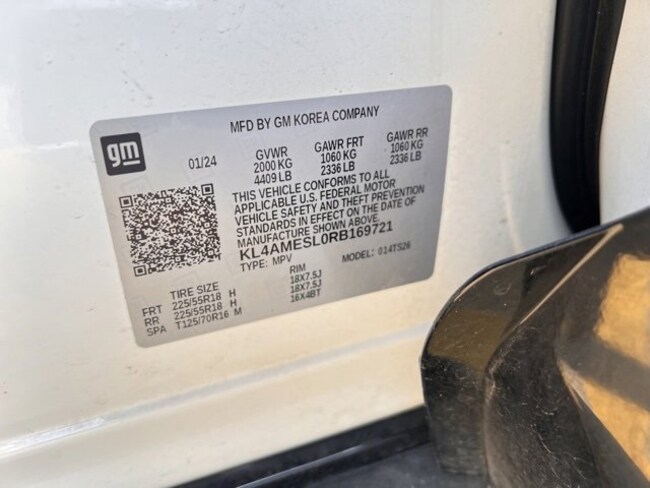 MFD BY GM KOREA COMPANY
gm
01/24
GVWR GAWR FRT GAWR RR
2000 KG 1060 KG 1060 KG
4409 LB 2336 LB 2336 LB
THIS VEHICLE CONFORMS TO ALL
APPLICABLE U.S. FEDERAL MOTOR
VEHICLE SAFETY AND THEFT PREVENTION
STANDARDS IN EFFECT ON THE DATE OF
MANUFACTURE SHOWN ABOVE.
KL4AMESL0RB169721
TYPE: MPV MODEL: 014TS26
TIRE SIZE RIM
FRT 225/55R18 H 18X7.5J
RR 225/55R18 H 18X7.5J
SPA T125/70R16 M 16X4BT